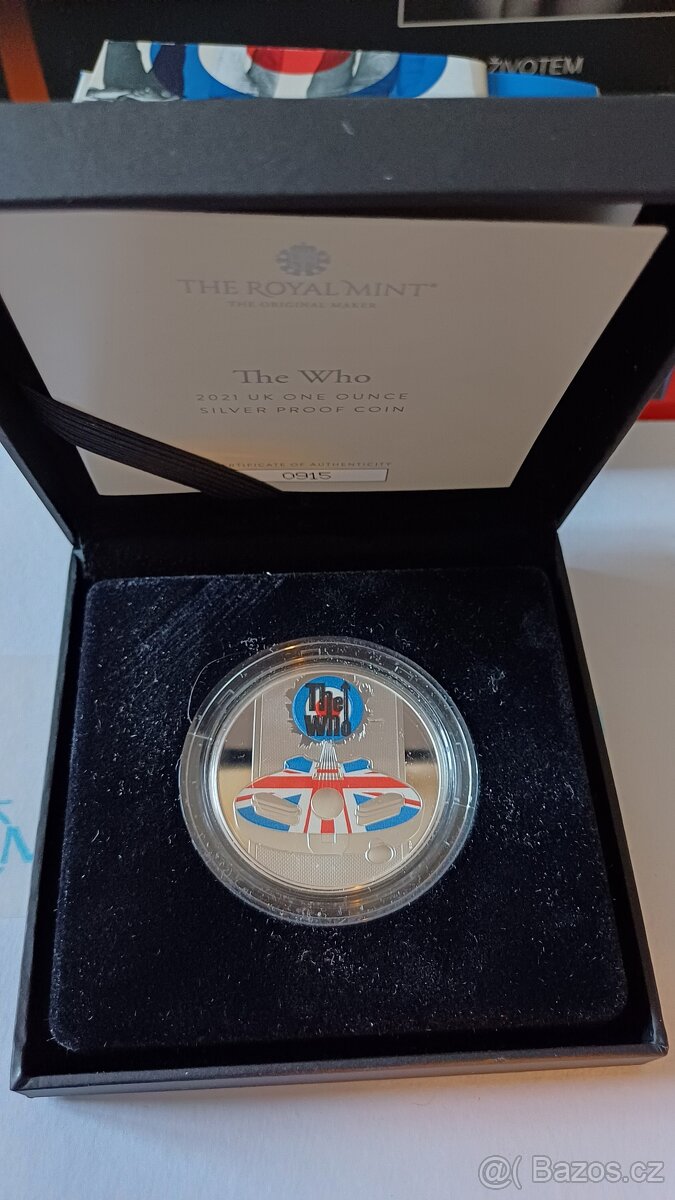 ŽIVOTEM
THE ROYAL MINT®
THE ORIGINAL MAKER
The Who
2021 UK ONE OUNCE
SILVER PROOF COIN
CERTIFICATE OF AUTHENTICITY
0915
The
Who
@( Bazos.cz